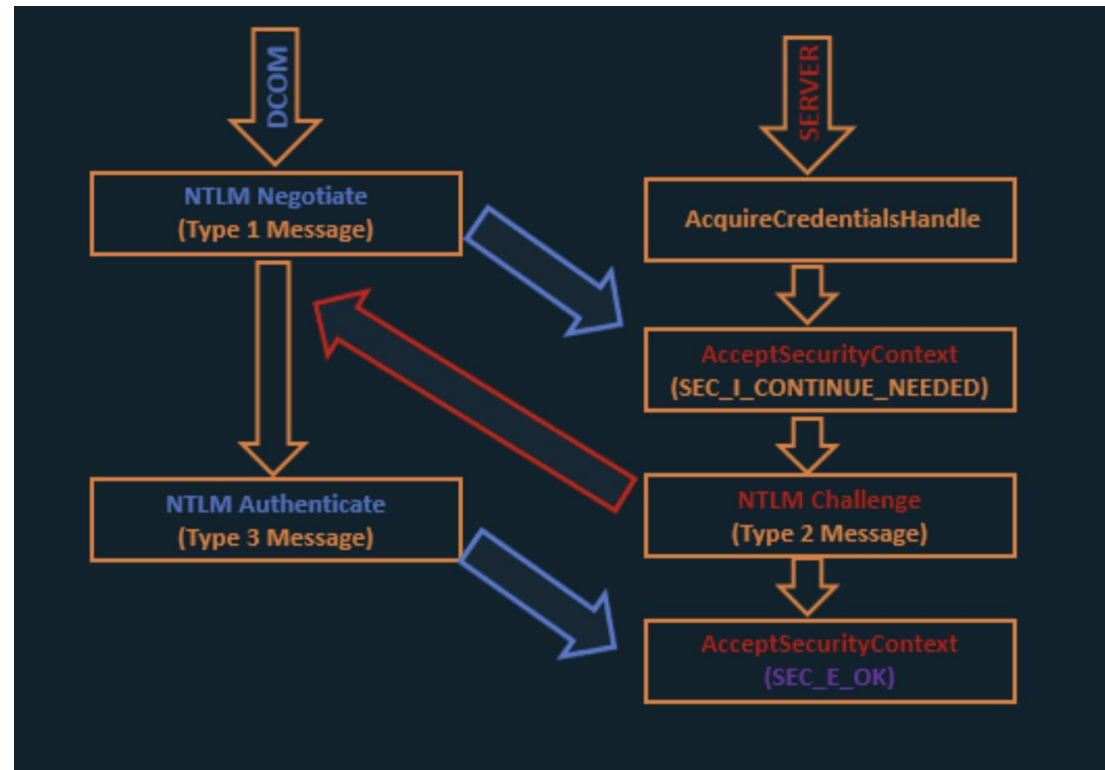 DCOM
NTLM Negotiate
(Type 1 Message)
NTLM Authenticate
(Type 3 Message)
SERVER
AcquireCredentialsHandle
AcceptSecurityContext
(SEC_I_CONTINUE_NEEDED)
NTLM Challenge
(Type 2 Message)
AcceptSecurityContext
(SEC_E_OK)